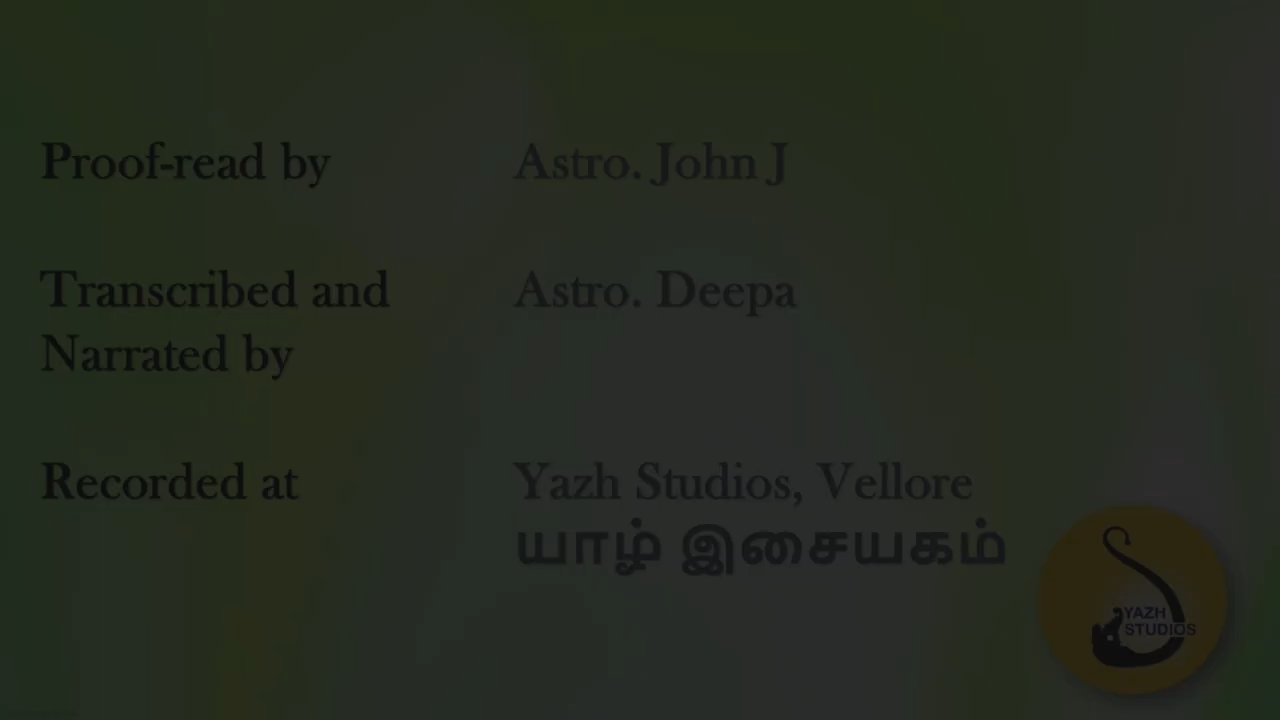 Proof-read by Astro. John J
Transcribed and Astro. Deepa
Narrated by
Recorded at Yazh Studios, Vellore
யாழ் இசையகம்
YAZH
STUDIOS